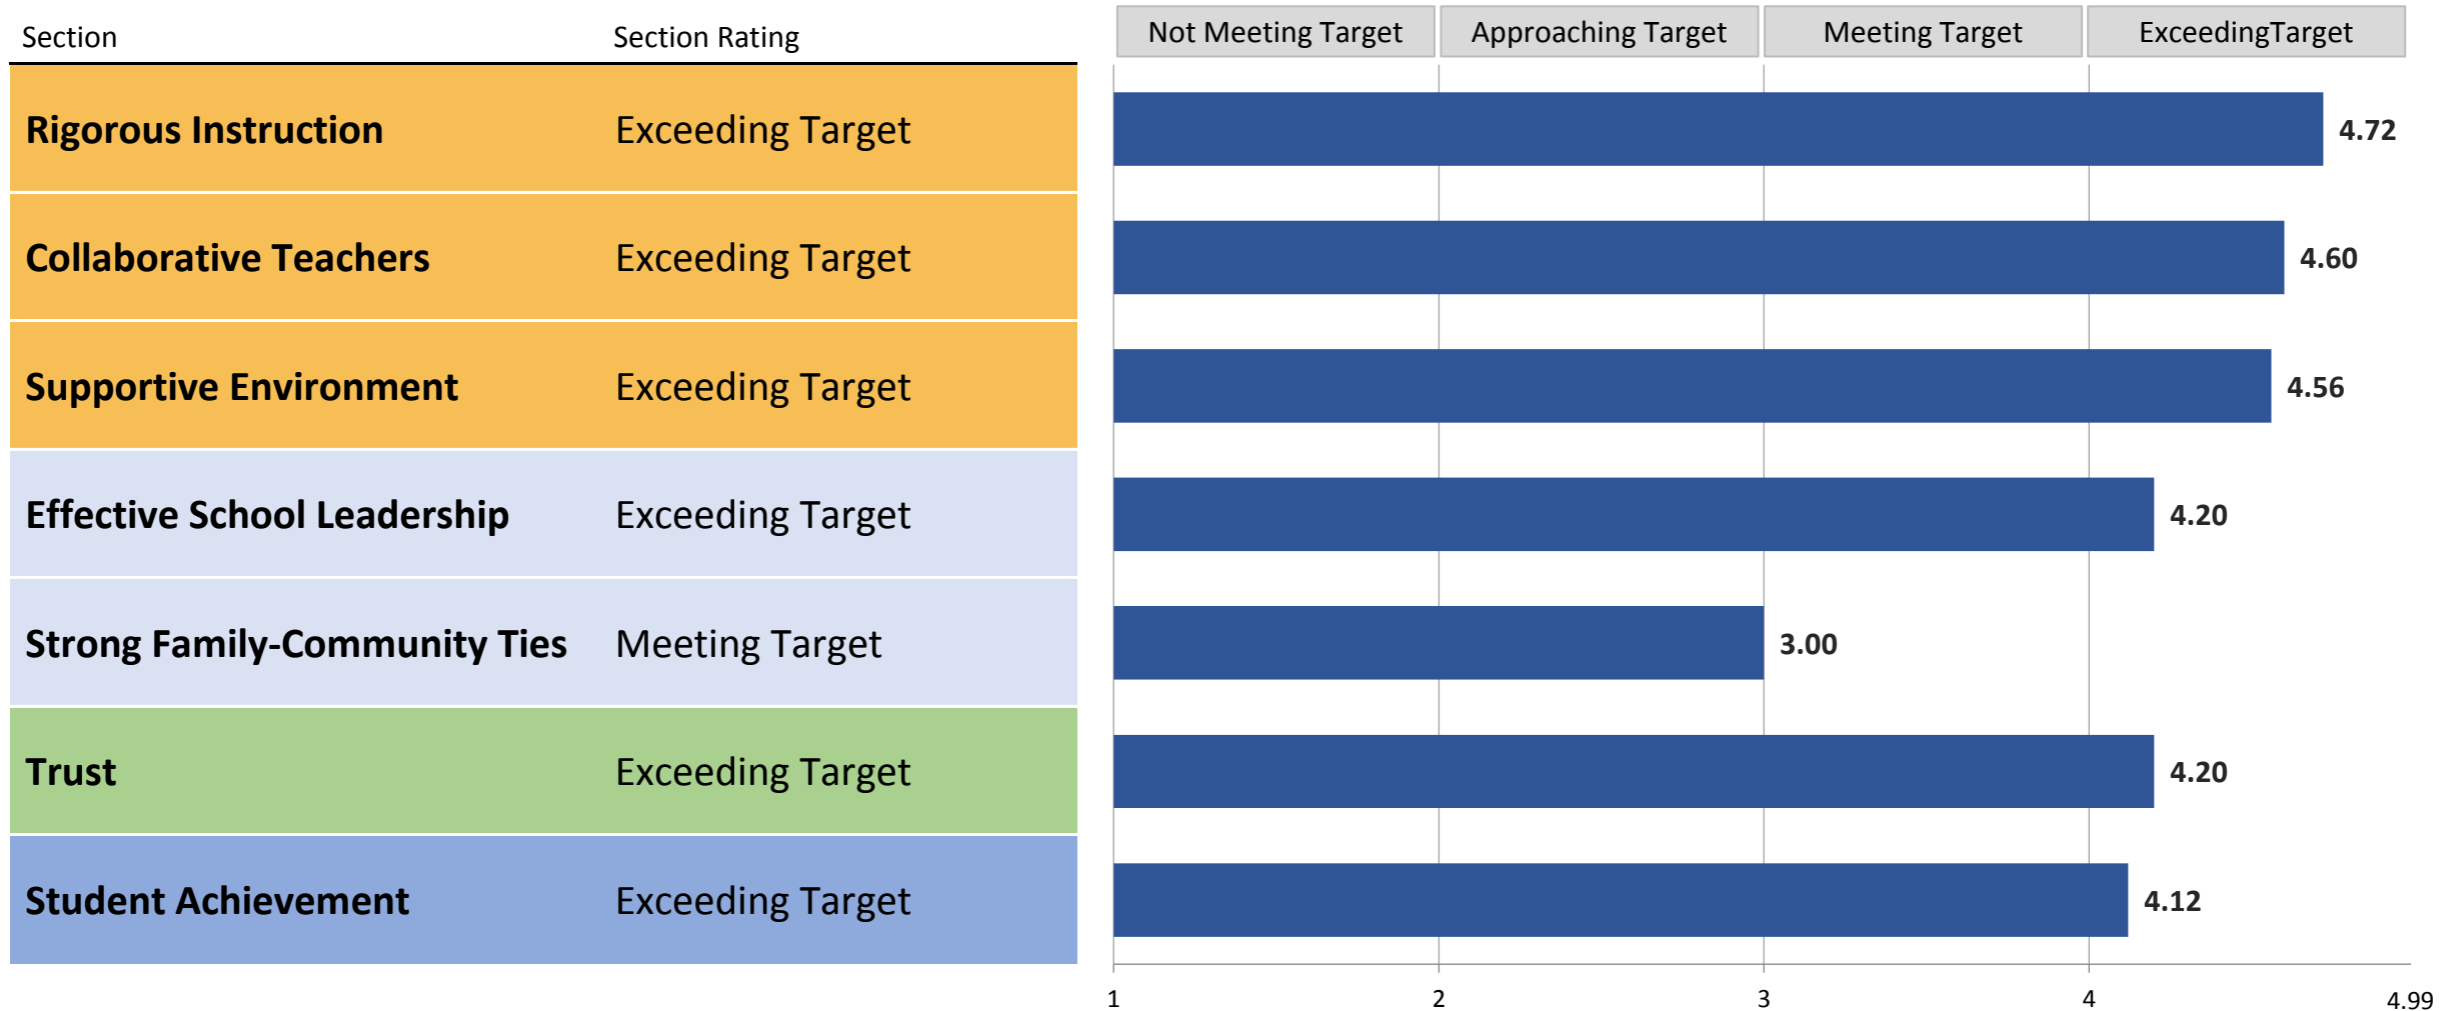 Section Section Rating Not Meeting Target Approaching Target Meeting Target ExceedingTarget
Rigorous Instruction Exceeding Target 4.72
Collaborative Teachers Exceeding Target 4.60
Supportive Environment Exceeding Target 4.56
Effective School Leadership Exceeding Target 4.20
Strong Family-Community Ties Meeting Target 3.00
Trust Exceeding Target 4.20
Student Achievement Exceeding Target 4.12
1 2 3 4 4.99